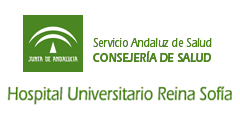 JUNTA DE ANDALUCIA
Servicio Andaluz de Salud
CONSEJERÍA DE SALUD
Hospital Universitario Reina Sofía